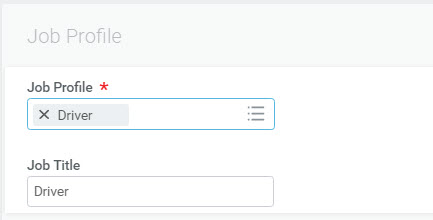 Job Profile
Job Profile *
× Driver
Job Title
Driver